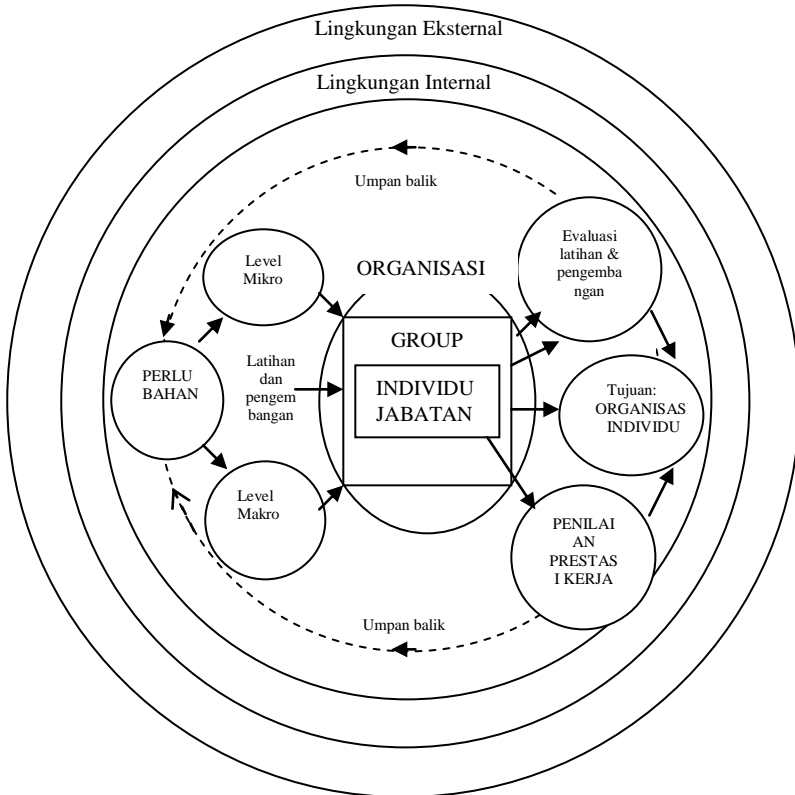 Lingkungan Eksternal
Lingkungan Internal
Umpan balik
Level
Mikro
ORGANISASI
Evaluasi
latihan &
pengemba
ngan
PERLU
BAHAN
Latihan
dan
pengem
bangan
GROUP
INDIVIDU
JABATAN
Tujuan:
ORGANISAS
INDIVIDU
Level
Makro
PENILAI
AN
PRESTAS
I KERJA
Umpan balik